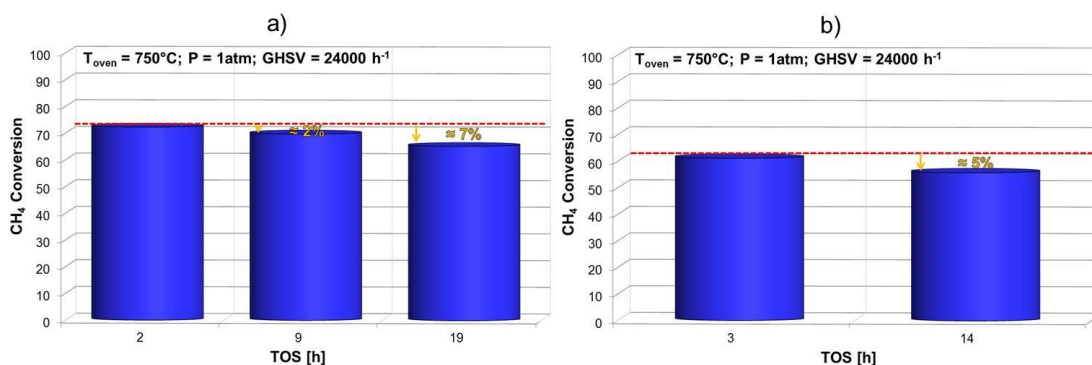 a)
T_oven = 750°C; P = 1atm; GHSV = 24000 h⁻¹
CH₄ Conversion
100
90
80
70
60
50
40
30
20
10
0
≈ 2%
≈ 7%
2 9 19
TOS [h]
b)
T_oven = 750°C; P = 1atm; GHSV = 24000 h⁻¹
CH₄ Conversion
100
90
80
70
60
50
40
30
20
10
0
≈ 5%
3 14
TOS [h]